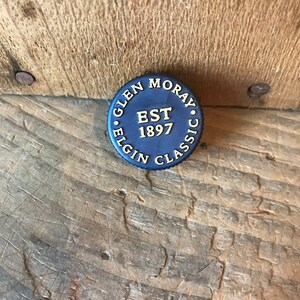 GLEN MORAY
EST
1897
ELGIN CLASSIC